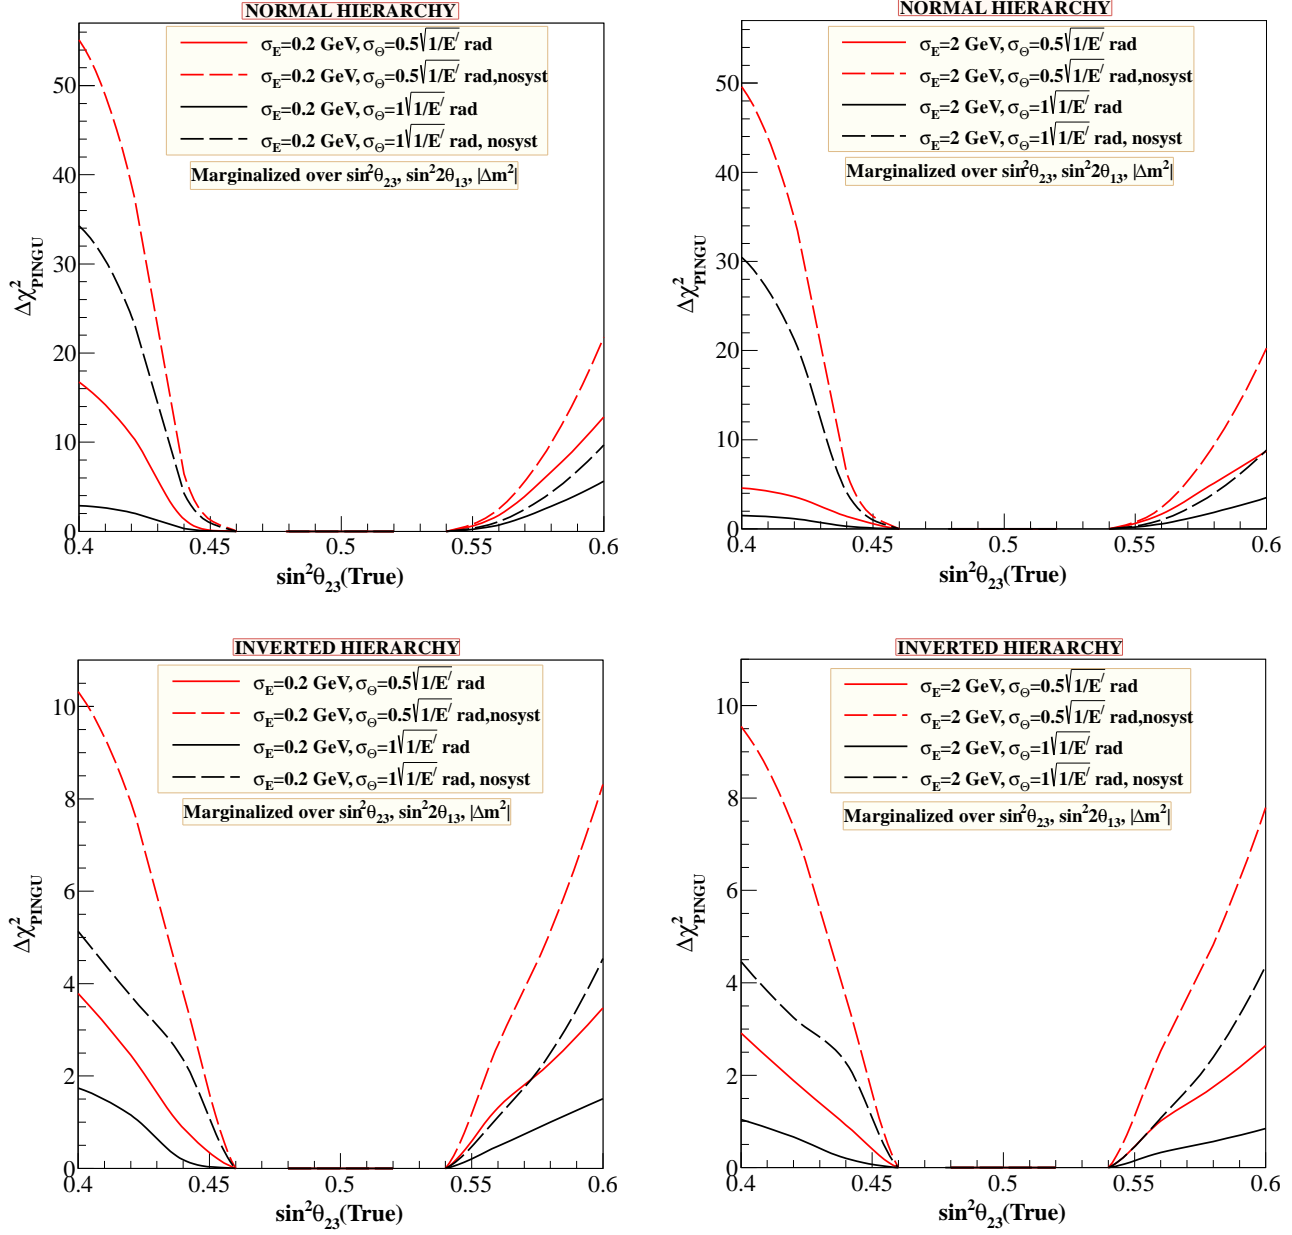 NORMAL HIERARCHY
σE=0.2 GeV, σΘ=0.5√1/E′ rad
σE=0.2 GeV, σΘ=0.5√1/E′ rad,nosyst
σE=0.2 GeV, σΘ=1√1/E′ rad
σE=0.2 GeV, σΘ=1√1/E′ rad, nosyst
Marginalized over sin²θ23, sin²2θ13, |Δm²|
Δχ²PINGU
50
40
30
20
10
0
0.4 0.45 0.5 0.55 0.6
sin²θ23(True)
NORMAL HIERARCHY
σE=2 GeV, σΘ=0.5√1/E′ rad
σE=2 GeV, σΘ=0.5√1/E′ rad,nosyst
σE=2 GeV, σΘ=1√1/E′ rad
σE=2 GeV, σΘ=1√1/E′ rad, nosyst
Marginalized over sin²θ23, sin²2θ13, |Δm²|
Δχ²PINGU
50
40
30
20
10
0
0.4 0.45 0.5 0.55 0.6
sin²θ23(True)
INVERTED HIERARCHY
σE=0.2 GeV, σΘ=0.5√1/E′ rad
σE=0.2 GeV, σΘ=0.5√1/E′ rad,nosyst
σE=0.2 GeV, σΘ=1√1/E′ rad
σE=0.2 GeV, σΘ=1√1/E′ rad, nosyst
Marginalized over sin²θ23, sin²2θ13, |Δm²|
Δχ²PINGU
10
8
6
4
2
0
0.4 0.45 0.5 0.55 0.6
sin²θ23(True)
INVERTED HIERARCHY
σE=2 GeV, σΘ=0.5√1/E′ rad
σE=2 GeV, σΘ=0.5√1/E′ rad,nosyst
σE=2 GeV, σΘ=1√1/E′ rad
σE=2 GeV, σΘ=1√1/E′ rad, nosyst
Marginalized over sin²θ23, sin²2θ13, |Δm²|
Δχ²PINGU
10
8
6
4
2
0
0.4 0.45 0.5 0.55 0.6
sin²θ23(True)